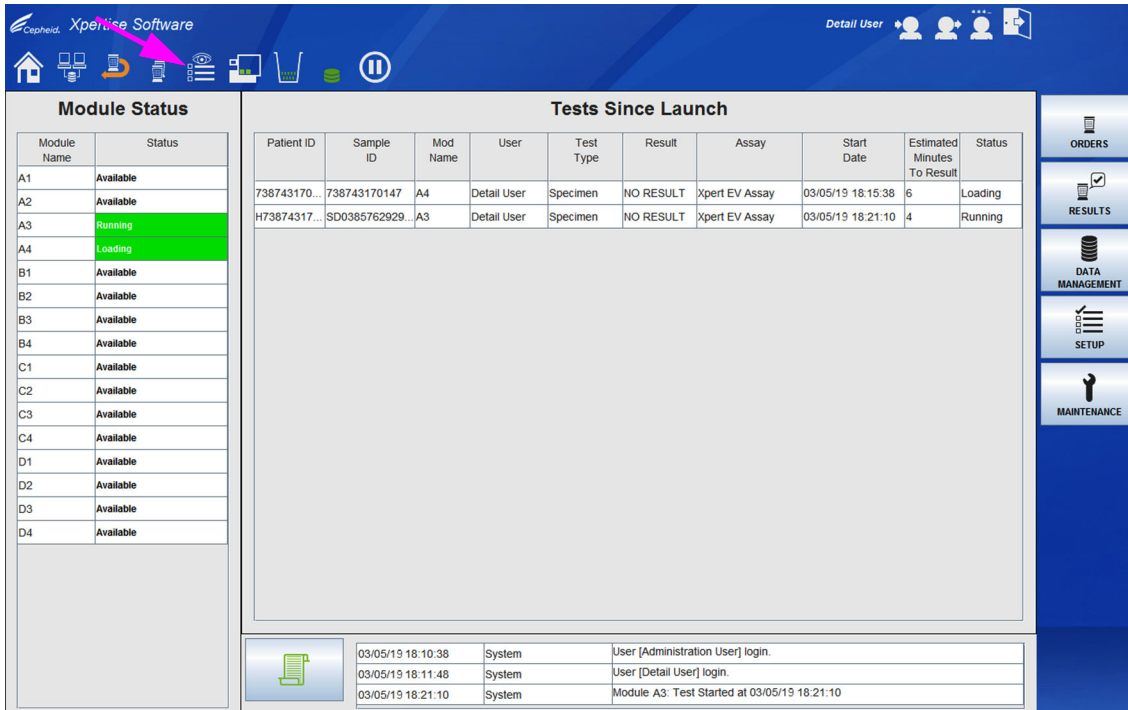 Cepheid. Xpertise Software
Detail User
Module Status
Module Name
Status
A1 Available
A2 Available
A3 Running
A4 Loading
B1 Available
B2 Available
B3 Available
B4 Available
C1 Available
C2 Available
C3 Available
C4 Available
D1 Available
D2 Available
D3 Available
D4 Available
Tests Since Launch
Patient ID
Sample ID
Mod Name
User
Test Type
Result
Assay
Start Date
Estimated Minutes To Result
Status
738743170... 738743170147 A4 Detail User Specimen NO RESULT Xpert EV Assay 03/05/19 18:15:38 6 Loading
H73874317... SD0385762929... A3 Detail User Specimen NO RESULT Xpert EV Assay 03/05/19 18:21:10 4 Running
03/05/19 18:10:38 System User [Administration User] login.
03/05/19 18:11:48 System User [Detail User] login.
03/05/19 18:21:10 System Module A3: Test Started at 03/05/19 18:21:10
ORDERS
RESULTS
DATA
MANAGEMENT
SETUP
MAINTENANCE